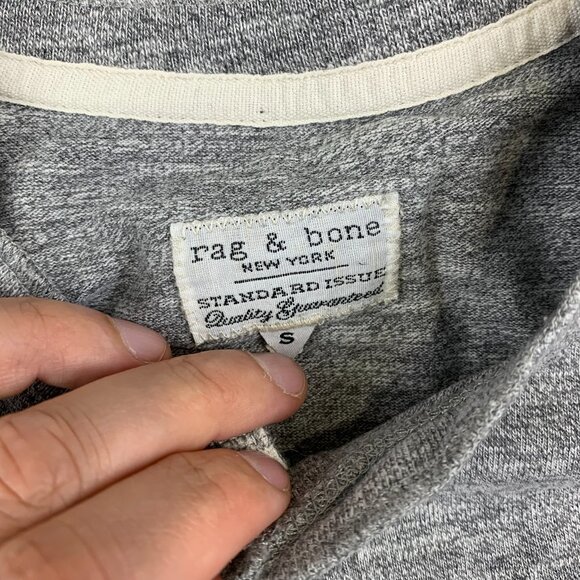 rag & bone
NEW YORK
STANDARD ISSUE
Quality Guaranteed
S